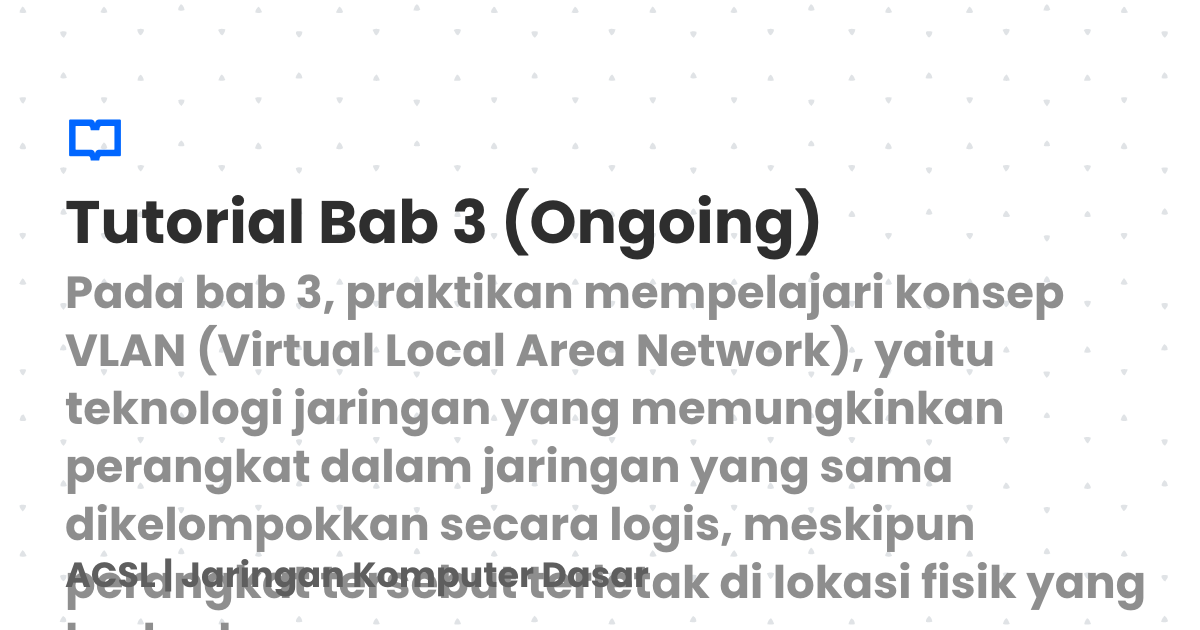 Tutorial Bab 3 (Ongoing)
Pada bab 3, praktikan mempelajari konsep
VLAN (Virtual Local Area Network), yaitu
teknologi jaringan yang memungkinkan
perangkat dalam jaringan yang sama
dikelompokkan secara logis, meskipun
perangkat tersebut terletak di lokasi fisik yang
ACSL | Jaringan Komputer Dasar